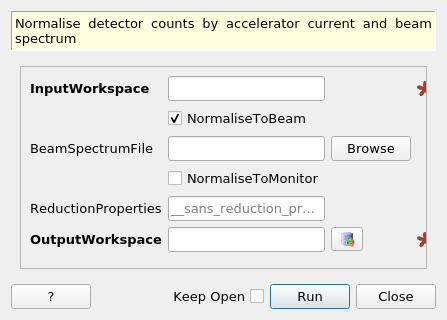 Normalise detector counts by accelerator current and beam
spectrum
InputWorkspace
NormaliseToBeam
BeamSpectrumFile
Browse
NormaliseToMonitor
ReductionProperties
__sans_reduction_pr...
OutputWorkspace
?
Keep Open
Run
Close